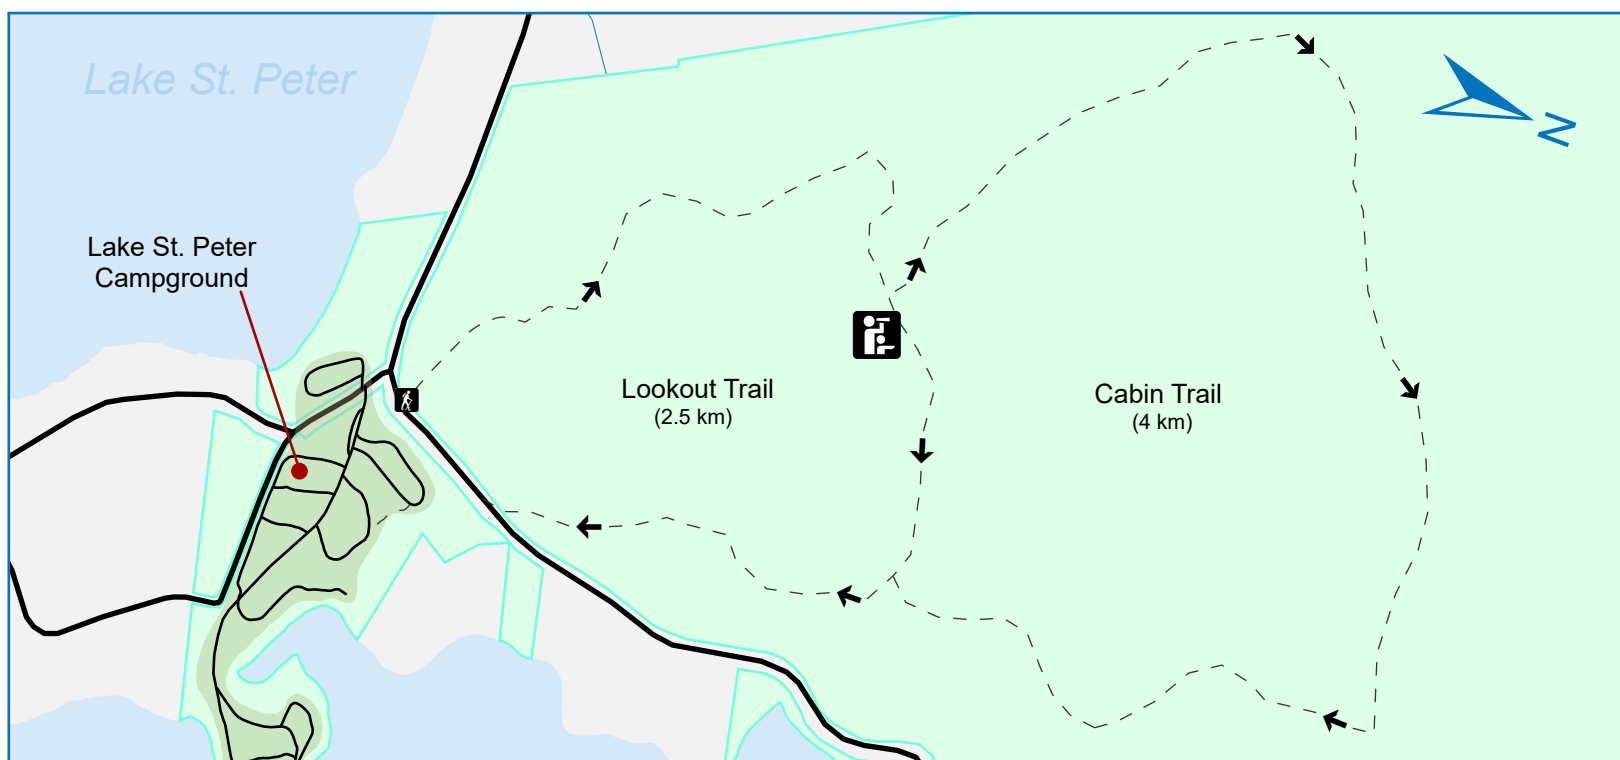 Lake St. Peter
Lake St. Peter
Campground
Lookout Trail
(2.5 km)
Cabin Trail
(4 km)
N